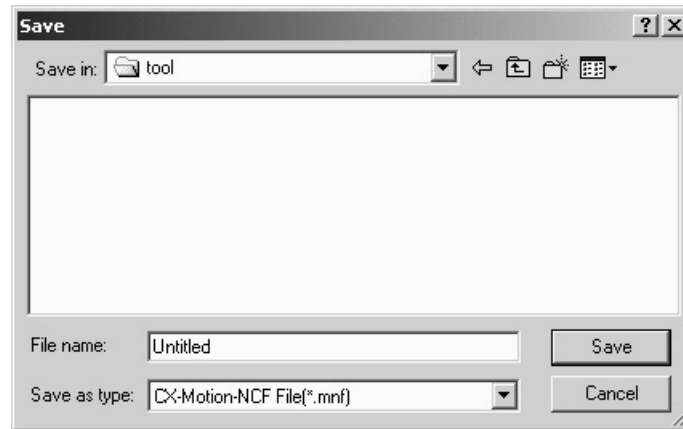 Save
Save in: tool
File name: Untitled Save
Save as type: CX-Motion-NCF File(*.mnf) Cancel